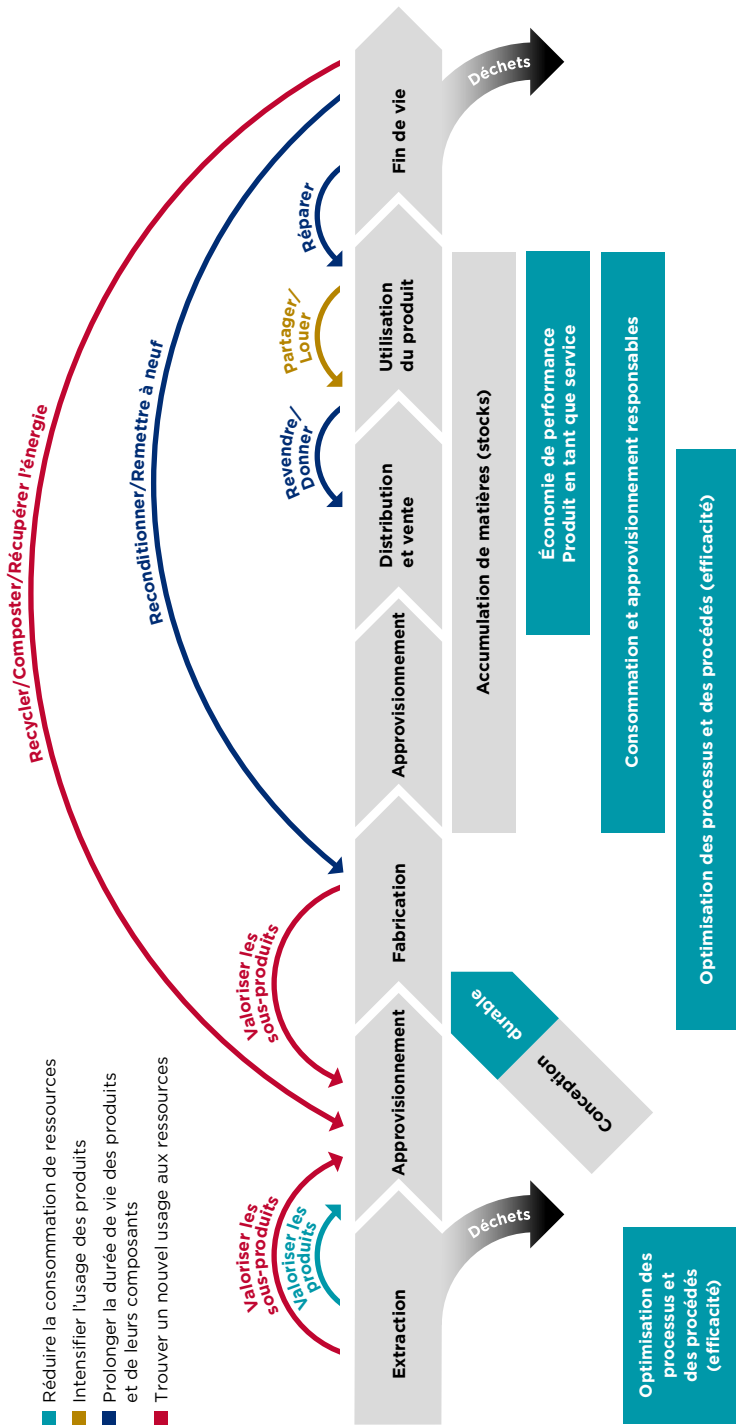 Réduire la consommation de ressources
Intensifier l'usage des produits
Prolonger la durée de vie des produits
et de leurs composants
Trouver un nouvel usage aux ressources
Recycler/Composter/Récupérer l'énergie
Reconditionner/Remettre à neuf
Valoriser les
sous-produits
Valoriser les
produits
Valoriser les
sous-produits
Revendre/
Donner
Partager/
Louer
Réparer
Extraction
Approvisionnement
Fabrication
Approvisionnement
Distribution
et vente
Utilisation
du produit
Fin de vie
Déchets
Déchets
Conception
durable
Accumulation de matières (stocks)
Économie de performance
Produit en tant que service
Consommation et approvisionnement responsables
Optimisation des processus et des procédés (efficacité)
Optimisation des
processus et
des procédés
(efficacité)